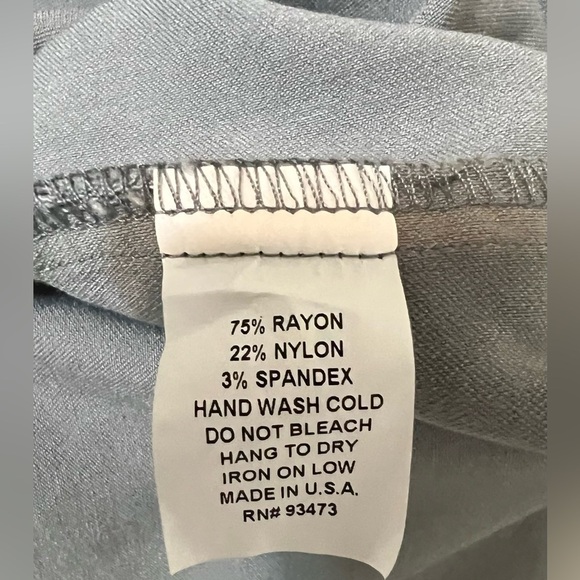 75% RAYON
22% NYLON
3% SPANDEX
HAND WASH COLD
DO NOT BLEACH
HANG TO DRY
IRON ON LOW
MADE IN U.S.A.
RN# 93473